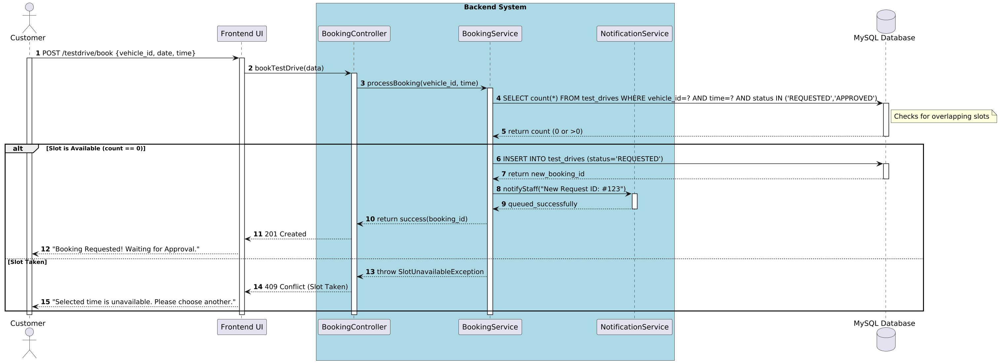 Backend System
Customer
Frontend UI
BookingController
BookingService
NotificationService
MySQL Database
1 POST /testdrive/book {vehicle_id, date, time}
2 bookTestDrive(data)
3 processBooking(vehicle_id, time)
4 SELECT count(*) FROM test_drives WHERE vehicle_id=? AND time=? AND status IN ('REQUESTED','APPROVED')
Checks for overlapping slots
5 return count (0 or >0)
alt [Slot is Available (count == 0)]
6 INSERT INTO test_drives (status='REQUESTED')
7 return new_booking_id
8 notifyStaff("New Request ID: #123")
9 queued_successfully
10 return success(booking_id)
11 201 Created
12 "Booking Requested! Waiting for Approval."
[Slot Taken]
13 throw SlotUnavailableException
14 409 Conflict (Slot Taken)
15 "Selected time is unavailable. Please choose another."
Customer
Frontend UI
BookingController
BookingService
NotificationService
MySQL Database